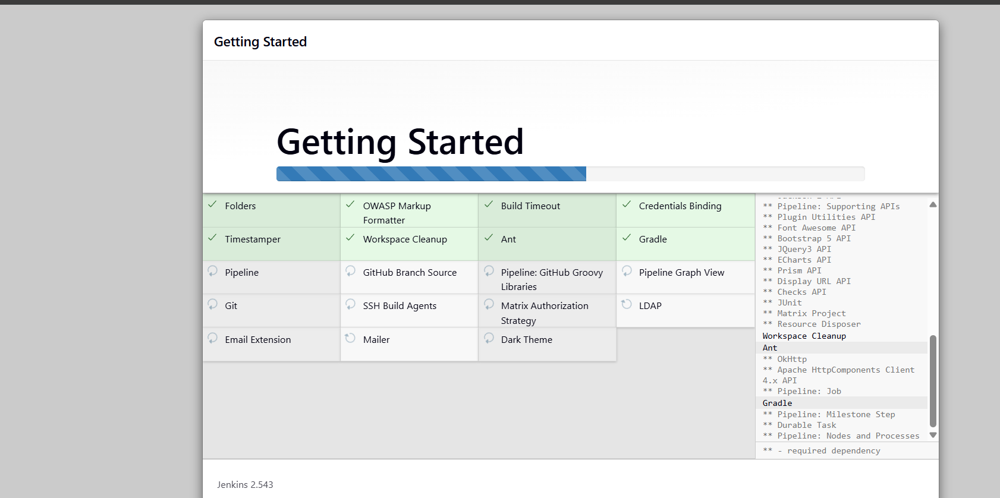 Getting Started
Getting Started
Folders
OWASP Markup
Formatter
Build Timeout
Credentials Binding
Timestamper
Workspace Cleanup
Ant
Gradle
Pipeline
GitHub Branch Source
Pipeline: GitHub Groovy
Libraries
Pipeline Graph View
Git
SSH Build Agents
Matrix Authorization
Strategy
LDAP
Email Extension
Mailer
Dark Theme
** Pipeline: Supporting APIs
** Plugin Utilities API
** Font Awesome API
** Bootstrap 5 API
** JQuery3 API
** ECharts API
** Prism API
** Display URL API
** Checks API
** JUnit
** Matrix Project
** Resource Disposer
Workspace Cleanup
Ant
** OkHttp
** Apache HttpComponents Client
4.x API
** Pipeline: Job
Gradle
** Pipeline: Milestone Step
** Durable Task
** Pipeline: Nodes and Processes
** - required dependency
Jenkins 2.543